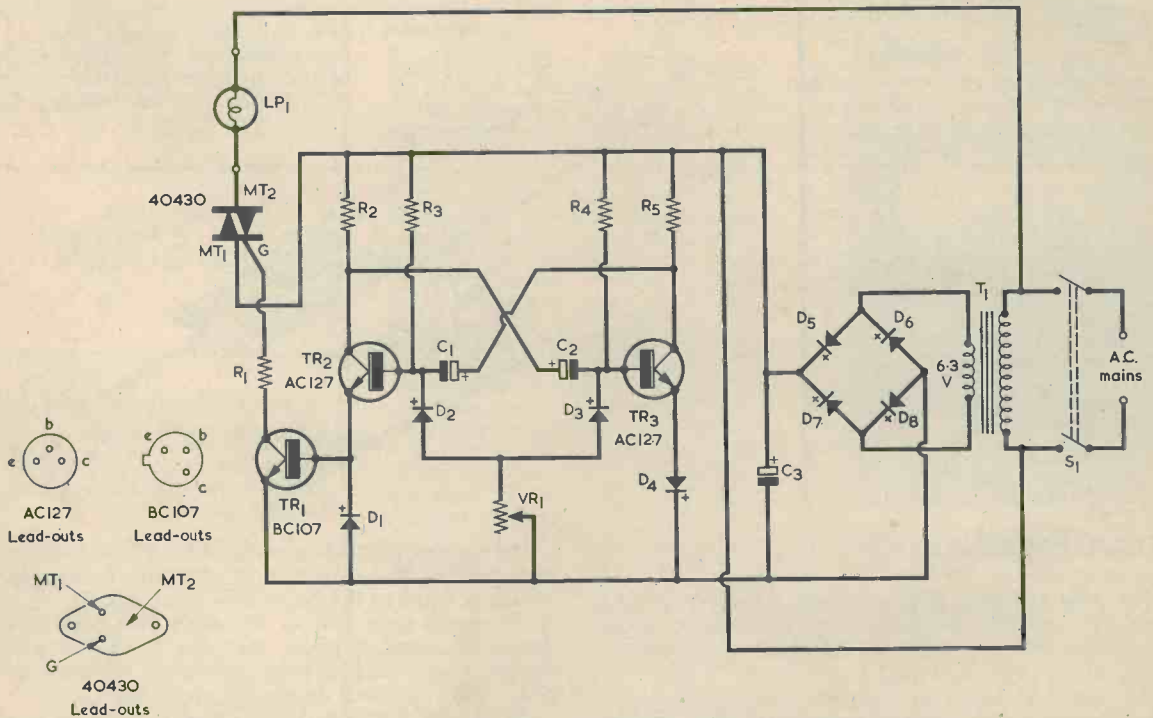 LP1
40430
MT2
MT1
G
R1
R2
R3
R4
R5
TR2
AC127
C1
+
+
C2
TR3
AC127
+
D2
D3
+
TR1
BC107
+
D1
VR1
D4
+
+
C3
D5
D6
+
+
D7
D8
+
+
6·3
V
T1
S1
A.C.
mains
b
e
c
AC127
Lead-outs
e
b
c
BC107
Lead-outs
MT1
MT2
G
40430
Lead-outs